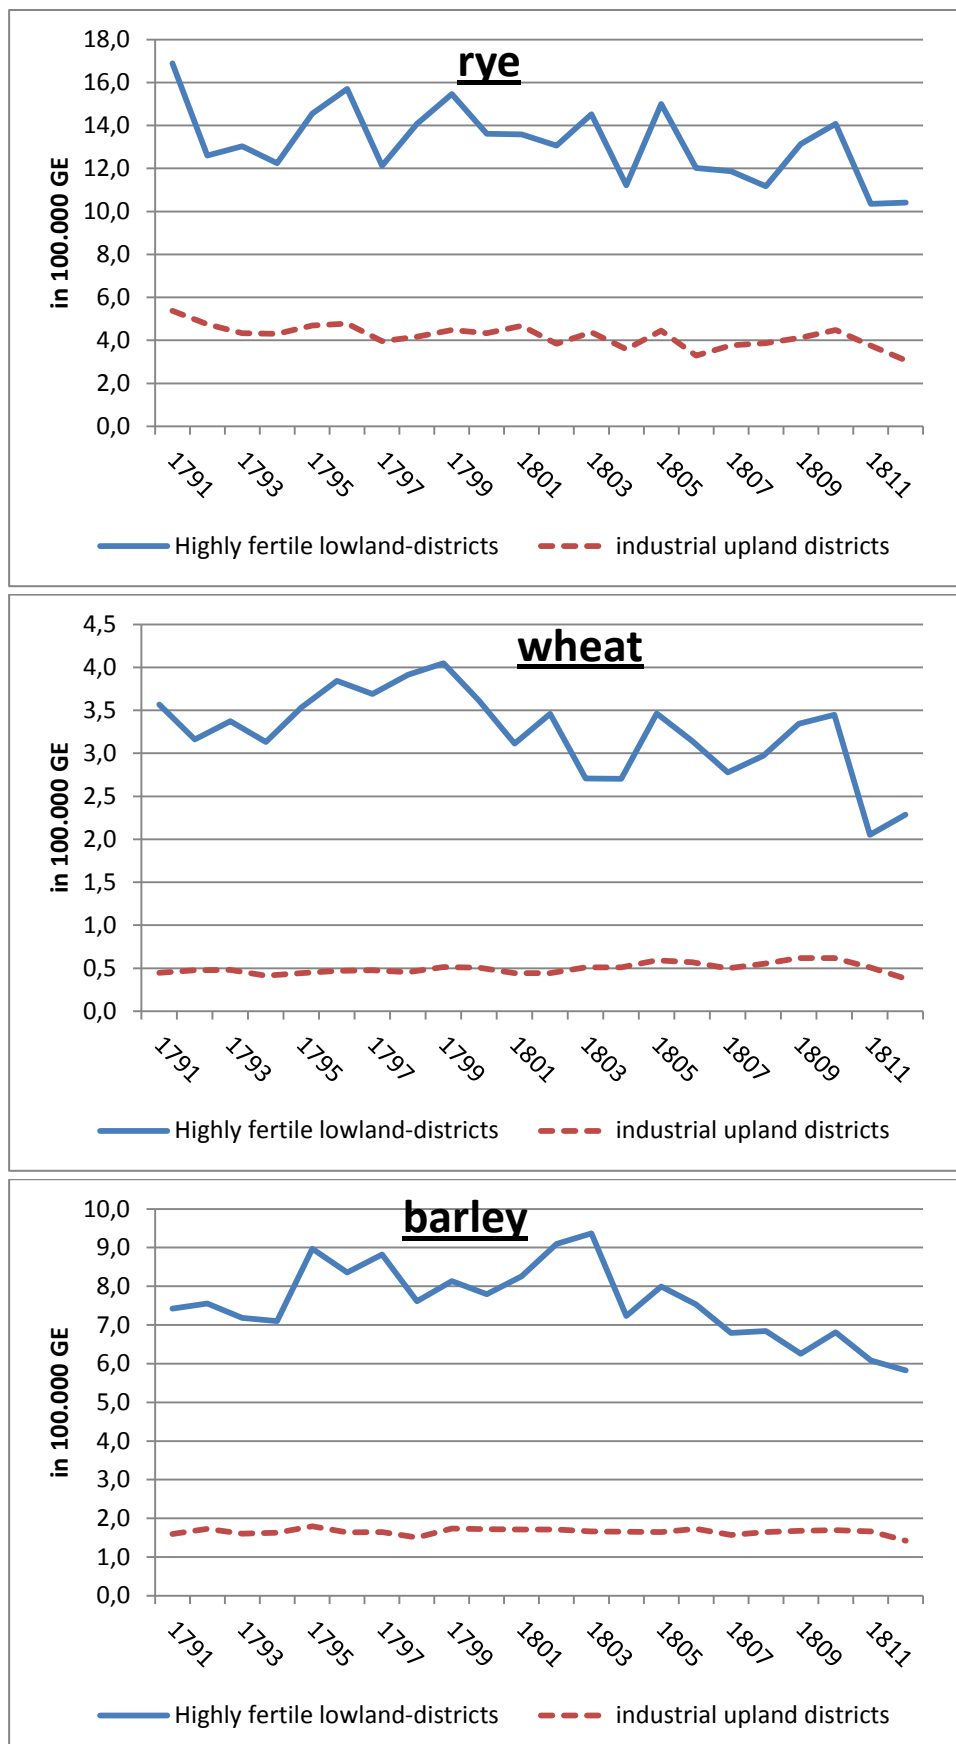 rye
in 100.000 GE
18,0
16,0
14,0
12,0
10,0
8,0
6,0
4,0
2,0
0,0
1791 1793 1795 1797 1799 1801 1803 1805 1807 1809 1811
Highly fertile lowland-districts industrial upland districts
wheat
in 100.000 GE
4,5
4,0
3,5
3,0
2,5
2,0
1,5
1,0
0,5
0,0
1791 1793 1795 1797 1799 1801 1803 1805 1807 1809 1811
Highly fertile lowland-districts industrial upland districts
barley
in 100.000 GE
10,0
9,0
8,0
7,0
6,0
5,0
4,0
3,0
2,0
1,0
0,0
1791 1793 1795 1797 1799 1801 1803 1805 1807 1809 1811
Highly fertile lowland-districts industrial upland districts